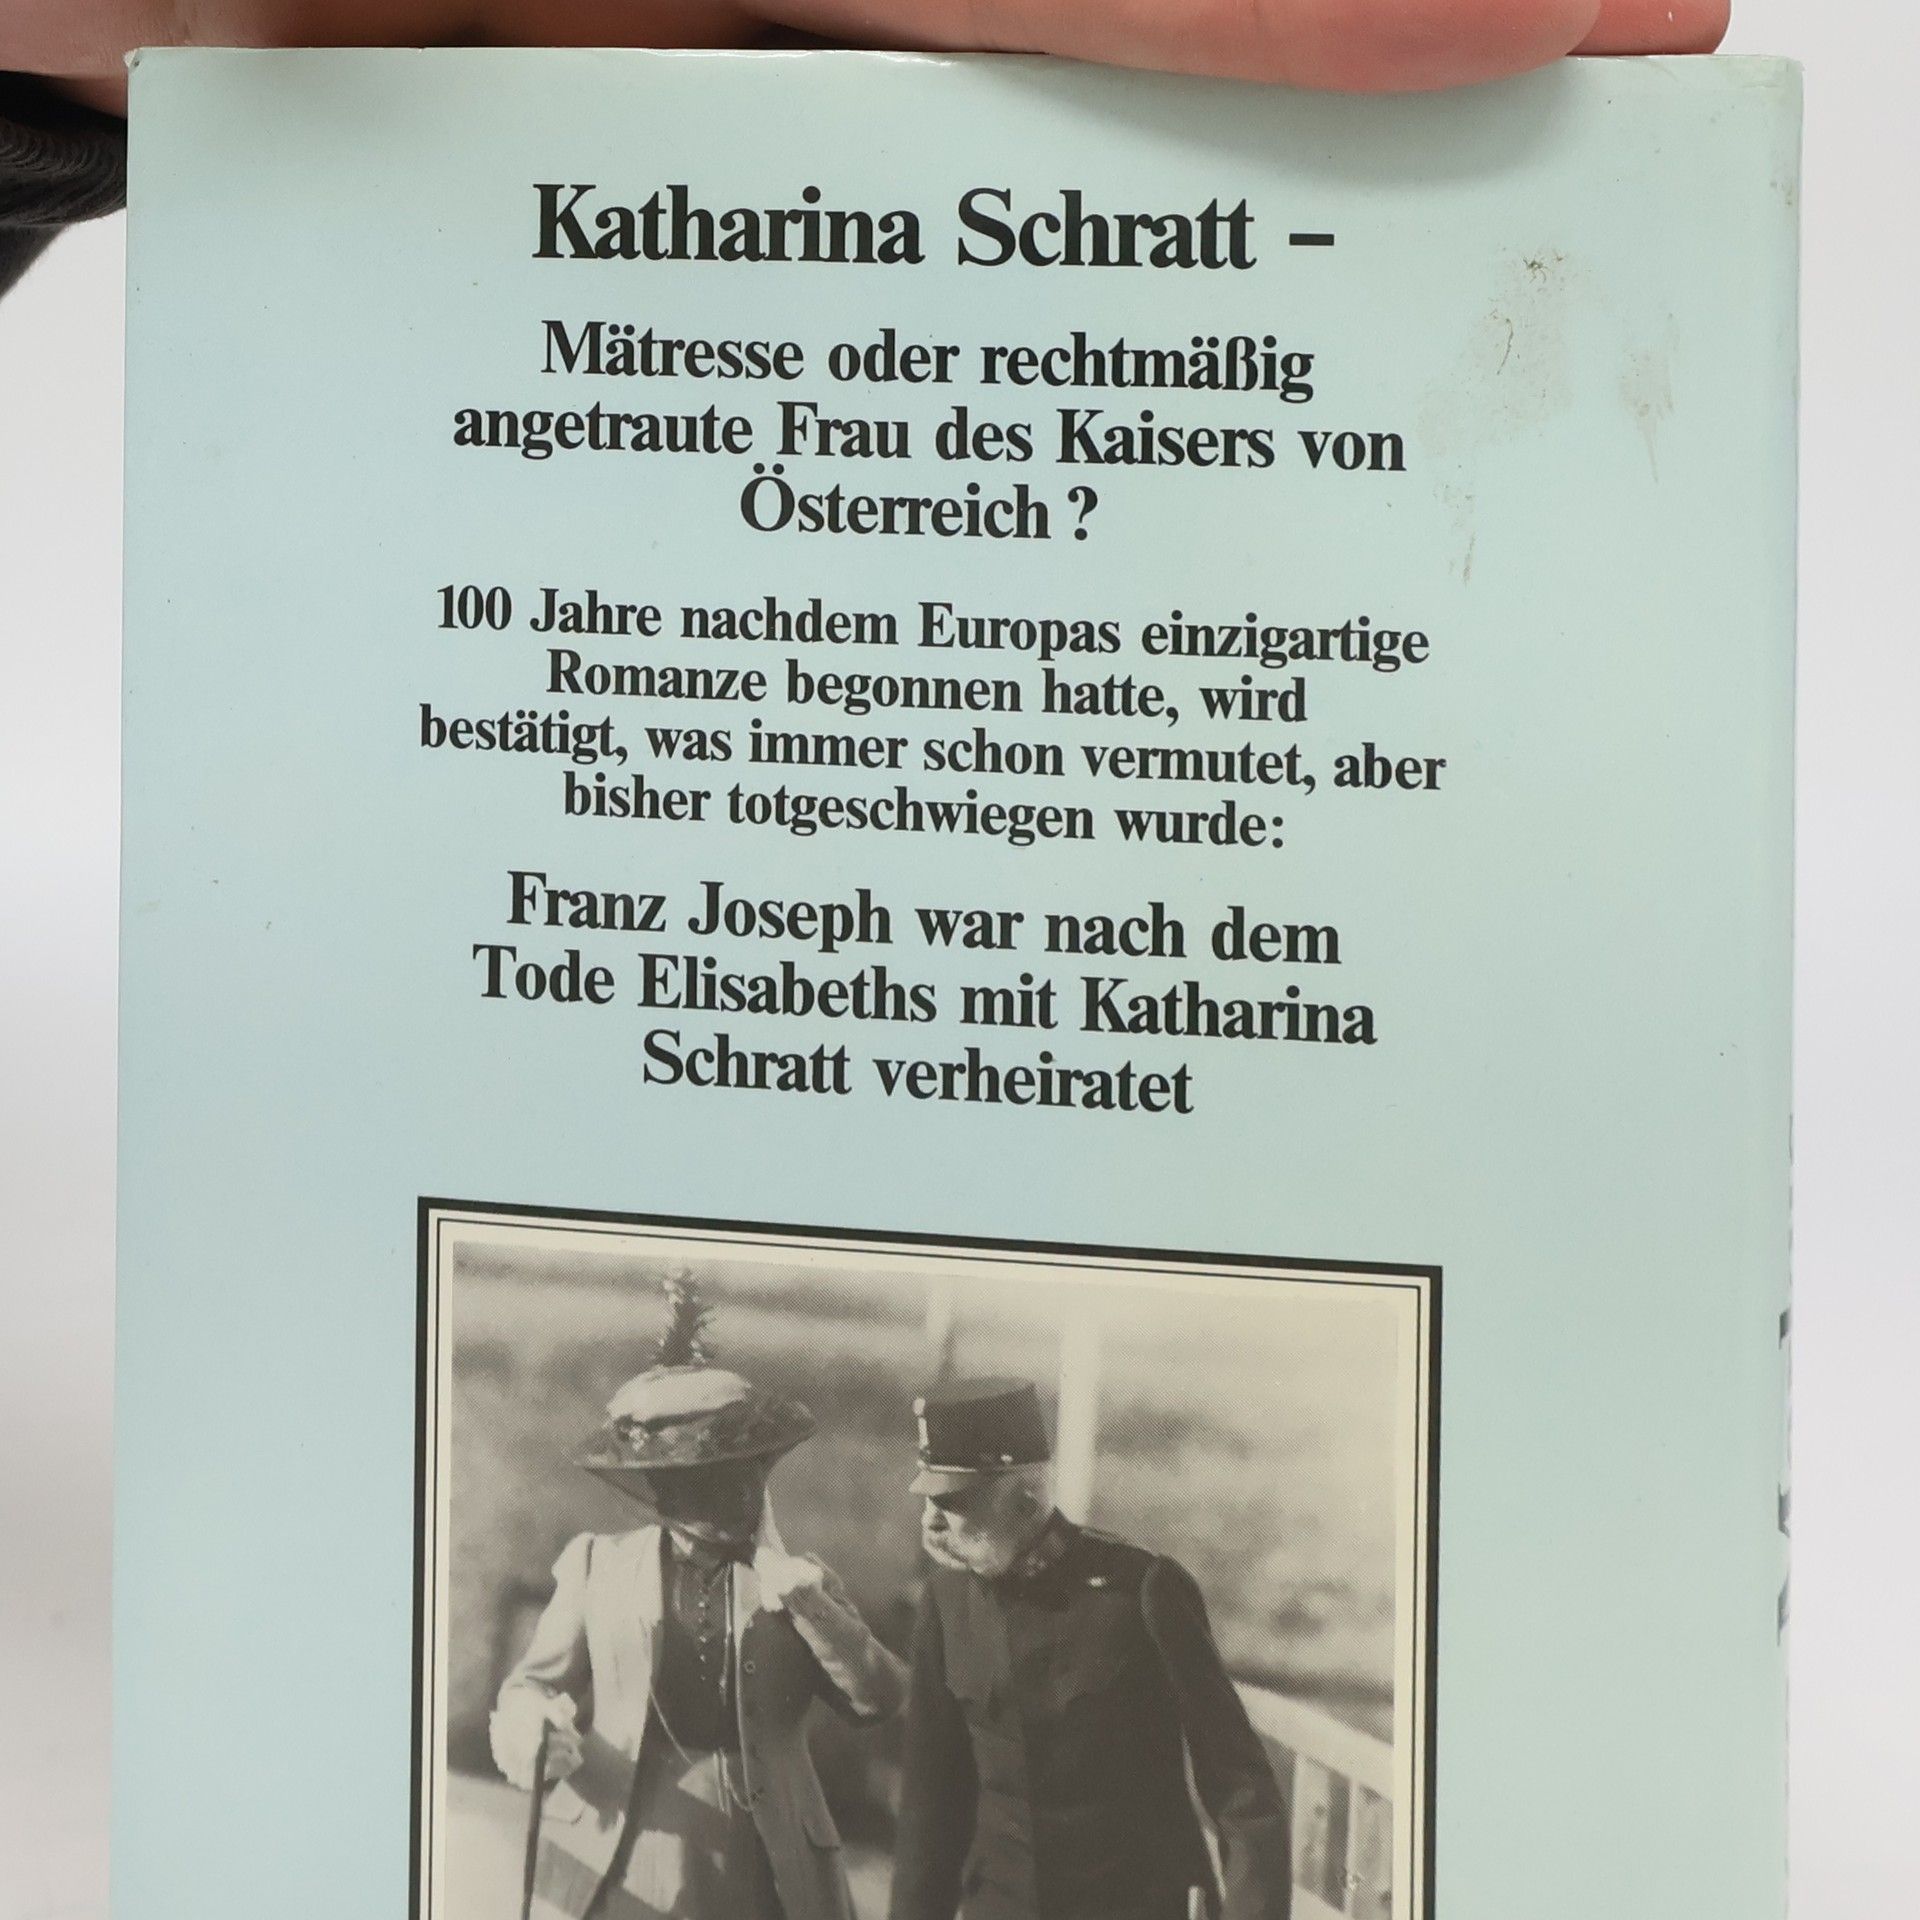 Katharina Schratt –
Mätresse oder rechtmäßig
angetraute Frau des Kaisers von
Österreich ?
100 Jahre nachdem Europas einzigartige
Romanze begonnen hatte, wird
bestätigt, was immer schon vermutet, aber
bisher totgeschwiegen wurde:
Franz Joseph war nach dem
Tode Elisabeths mit Katharina
Schratt verheiratet